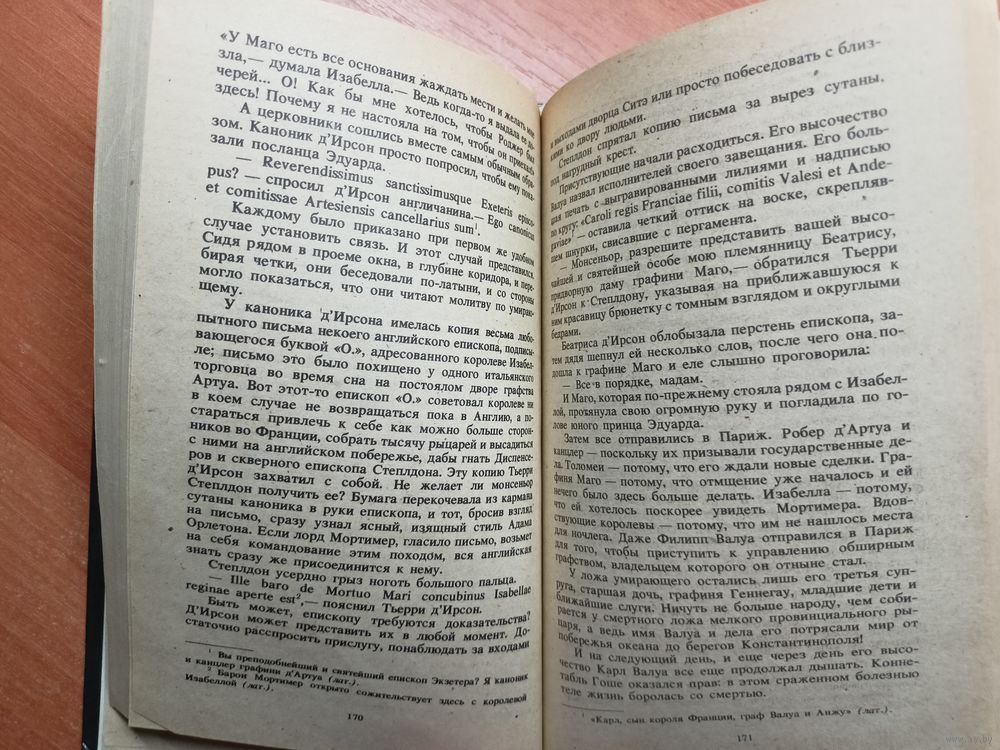 «У Маго есть все основания жаждать мести и желать мне
зла,— думала Изабелла.— Ведь когда-то я выдала ее до-
черей... О! Как бы мне хотелось, чтобы Роджер был
здесь! Почему я не настояла на том, чтобы он приехал!»
А церковники сошлись вместе самым обычным обра-
зом. Каноник д’Ирсон просто попросил, чтобы ему пока-
зали посланца Эдуарда.
— Reverendissimus sanctissimusque Exeteris episco-
pus? — спросил д’Ирсон англичанина.— Ego canonicus
et comitissae Artesiensis cancellarius sum¹.
Каждому было приказано при первом же удобном
случае установить связь. И этот случай представился.
Сидя рядом в проеме окна, в глубине коридора, и пере-
бирая четки, они беседовали по-латыни, и со стороны
могло показаться, что они читают молитву по умираю-
щему.
У каноника д’Ирсона имелась копия весьма любо-
пытного письма некоего английского епископа, подписы-
вающегося буквой «О.», адресованного королеве Изабел-
ле; письмо это было похищено у одного итальянского
торговца во время сна на постоялом дворе графства
Артуа. Вот этот-то епископ «О.» советовал королеве ни
в коем случае не возвращаться пока в Англию, а по-
стараться привлечь к себе как можно больше сторон-
ников во Франции, собрать тысячу рыцарей и высадиться
с ними на английском побережье, дабы гнать Диспенсе-
ров и скверного епископа Степлдона. Эту копию Тьерри
д’Ирсон захватил с собой. Не желает ли монсеньор
Степлдон получить ее? Бумага перекочевала из кармана
сутаны каноника в руки епископа, и тот, бросив взгляд
на письмо, сразу узнал ясный, изящный стиль Адама
Орлетона. Если лорд Мортимер, гласило письмо, возьмет
на себя командование этим походом, вся английская
знать сразу же присоединится к нему.
Степлдон усердно грыз ноготь большого пальца.
— Ille baro de Mortuo Mari concubinus Isabellae
reginae aperte est²,— пояснил Тьерри д’Ирсон.
Быть может, епископу требуются доказательства?
Д’Ирсон может представить их в любой момент. До-
статочно расспросить прислугу, понаблюдать за входами
¹ Вы преподобнейший и святейший епископ Экзетера? Я каноник
и канцлер графини д’Артуа (лат.).
² Барон Мортимер открыто сожительствует здесь с королевой
Изабеллой (лат.).
170
и выходами дворца Ситэ или просто побеседовать с близ-
кими ко двору людьми.
Степлдон спрятал копию письма за вырез сутаны,
под нагрудный крест.
Присутствующие начали расходиться. Его высочество
Валуа назвал исполнителей своего завещания. Его боль-
шая печать с выгравированными лилиями и надписью
по кругу: «Caroli regis Franciae filii, comitis Valesi et Ande-
gaviae»¹ — оставила четкий оттиск на воске, скрепляв-
шем шнурки, свисавшие с пергамента.
— Монсеньор, разрешите представить вашей высо-
чайшей и святейшей особе мою племянницу Беатрису,
придворную даму графини Маго,— обратился Тьерри
д’Ирсон к Степлдону, указывая на приближавшуюся к
ним красавицу брюнетку с томным взглядом и округлыми
бедрами.
Беатриса д’Ирсон облобызала перстень епископа, за-
тем дядя шепнул ей несколько слов, после чего она по-
дошла к графине Маго и еле слышно проговорила:
— Все в порядке, мадам.
И Маго, которая по-прежнему стояла рядом с Изабел-
лой, протянула свою огромную руку и погладила по го-
лове юного принца Эдуарда.
Затем все отправились в Париж. Робер д’Артуа и
канцлер — поскольку их призывали государственные де-
ла. Толомеи — потому, что его ждали новые сделки. Гра-
финя Маго — потому, что отмщение уже началось и ей
нечего было здесь больше делать. Изабелла — потому,
что ей хотелось поскорее увидеть Мортимера. Вдов-
ствующие королевы — потому, что им не нашлось места
для ночлега. Даже Филипп Валуа отправился в Париж
для того, чтобы приступить к управлению обширным
графством, владельцем которого он отныне стал.
У ложа умирающего остались лишь его третья суп-
руга, старшая дочь, графиня Геннегау, младшие дети и
ближайшие слуги. Ничуть не больше народу, чем соби-
рается у смертного ложа мелкого провинциального ры-
царя, а ведь имя Валуа и дела его потрясали мир от
побережья океана до берегов Константинополя!
И на следующий день, и еще через день его высо-
чество Карл Валуа все еще продолжал дышать. Конне-
табль Гоше оказался прав: в этом сраженном болезнью
теле жизнь боролась со смертью.
¹ «Карл, сын короля Франции, граф Валуа и Анжу» (лат.).
171